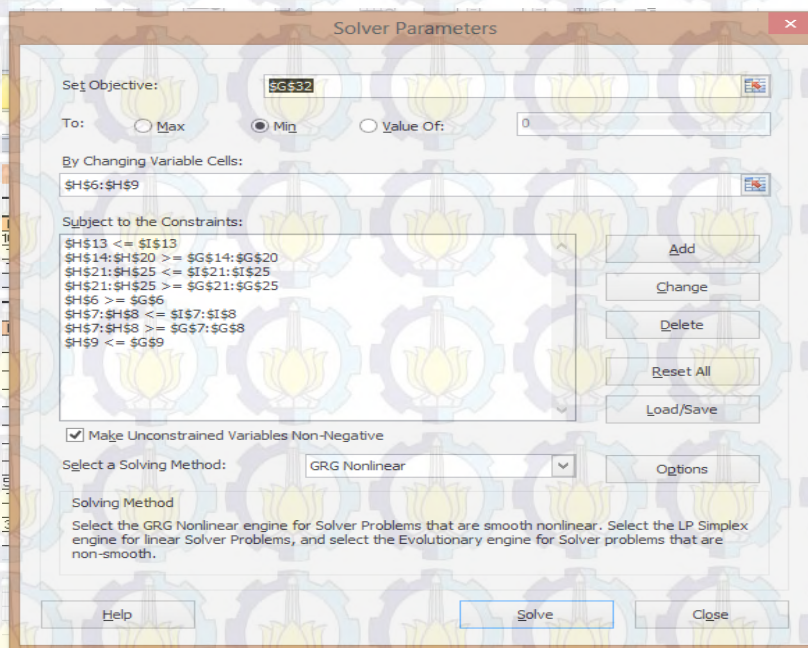 Solver Parameters
Set Objective: $G$32
To: Max Min Value Of: 0
By Changing Variable Cells:
$H$6:$H$9
Subject to the Constraints:
$H$13 <= $I$13
$H$14:$H$20 >= $G$14:$G$20
$H$21:$H$25 <= $I$21:$I$25
$H$21:$H$25 >= $G$21:$G$25
$H$6 >= $G$6
$H$7:$H$8 <= $I$7:$I$8
$H$7:$H$8 >= $G$7:$G$8
$H$9 <= $G$9
Add
Change
Delete
Reset All
Load/Save
Make Unconstrained Variables Non-Negative
Select a Solving Method: GRG Nonlinear Options
Solving Method
Select the GRG Nonlinear engine for Solver Problems that are smooth nonlinear. Select the LP Simplex
engine for linear Solver Problems, and select the Evolutionary engine for Solver problems that are
non-smooth.
Help Solve Close